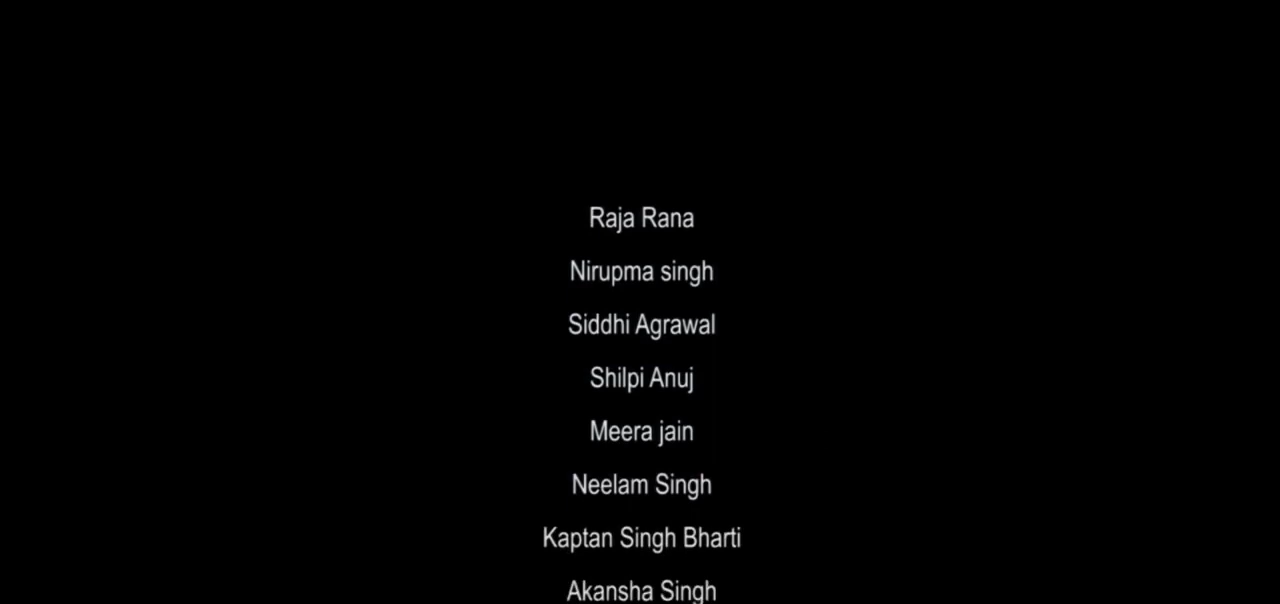 Raja Rana
Nirupma singh
Siddhi Agrawal
Shilpi Anuj
Meera jain
Neelam Singh
Kaptan Singh Bharti
Akansha Singh